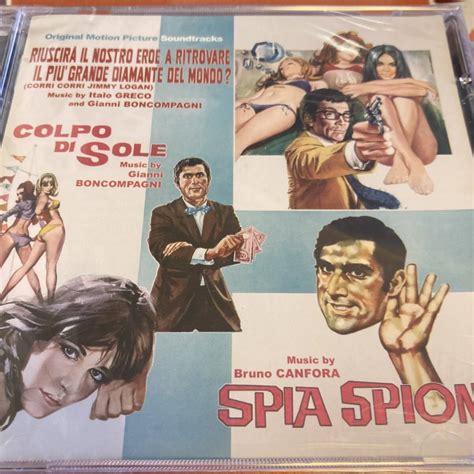 Original Motion Picture Soundtracks
RIUSCIRÀ IL NOSTRO EROE A RITROVARE
IL PIU' GRANDE DIAMANTE DEL MONDO?
(CORRI CORRI JIMMY LOGAN)
Music by Italo GRECO
and Gianni BONCOMPAGNI
COLPO
DI SOLE
Music by
Gianni
BONCOMPAGNI
Music by
Bruno CANFORA
SPIA SPION